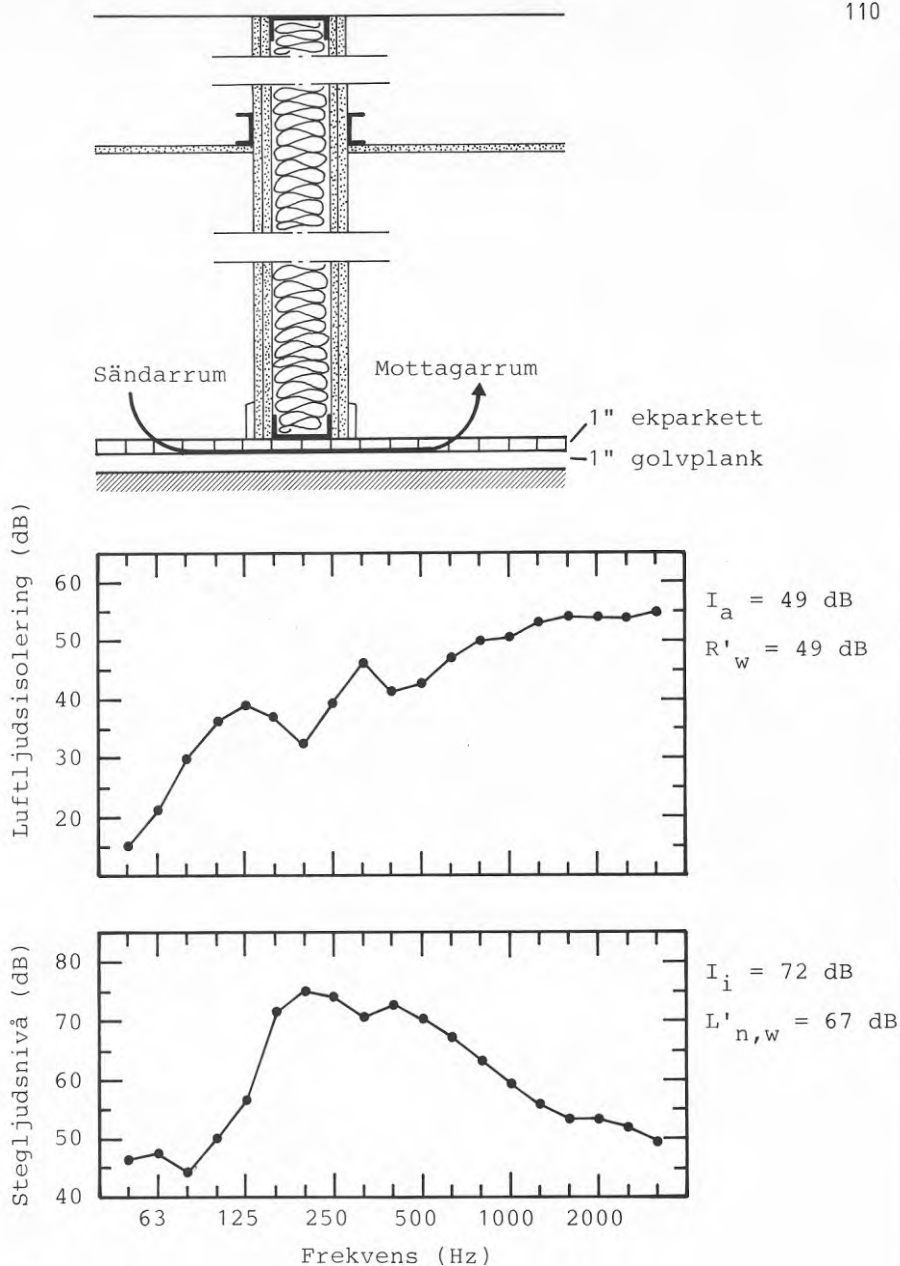 110
Sändarrum
Mottagarrum
1" ekparkett
1" golvplank
Luftljudsisolering (dB)
60
50
40
30
20
I_a = 49 dB
R'_w = 49 dB
Stegljudsnivå (dB)
80
70
60
50
40
I_i = 72 dB
L'_n,w = 67 dB
63 125 250 500 1000 2000
Frekvens (Hz)